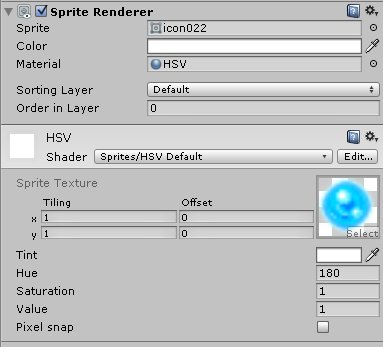 Sprite Renderer
Sprite icon022
Color
Material HSV
Sorting Layer Default
Order in Layer 0
HSV
Shader Sprites/HSV Default Edit...
Sprite Texture
Tiling Offset
x 1 0
y 1 0
Select
Tint
Hue 180
Saturation 1
Value 1
Pixel snap